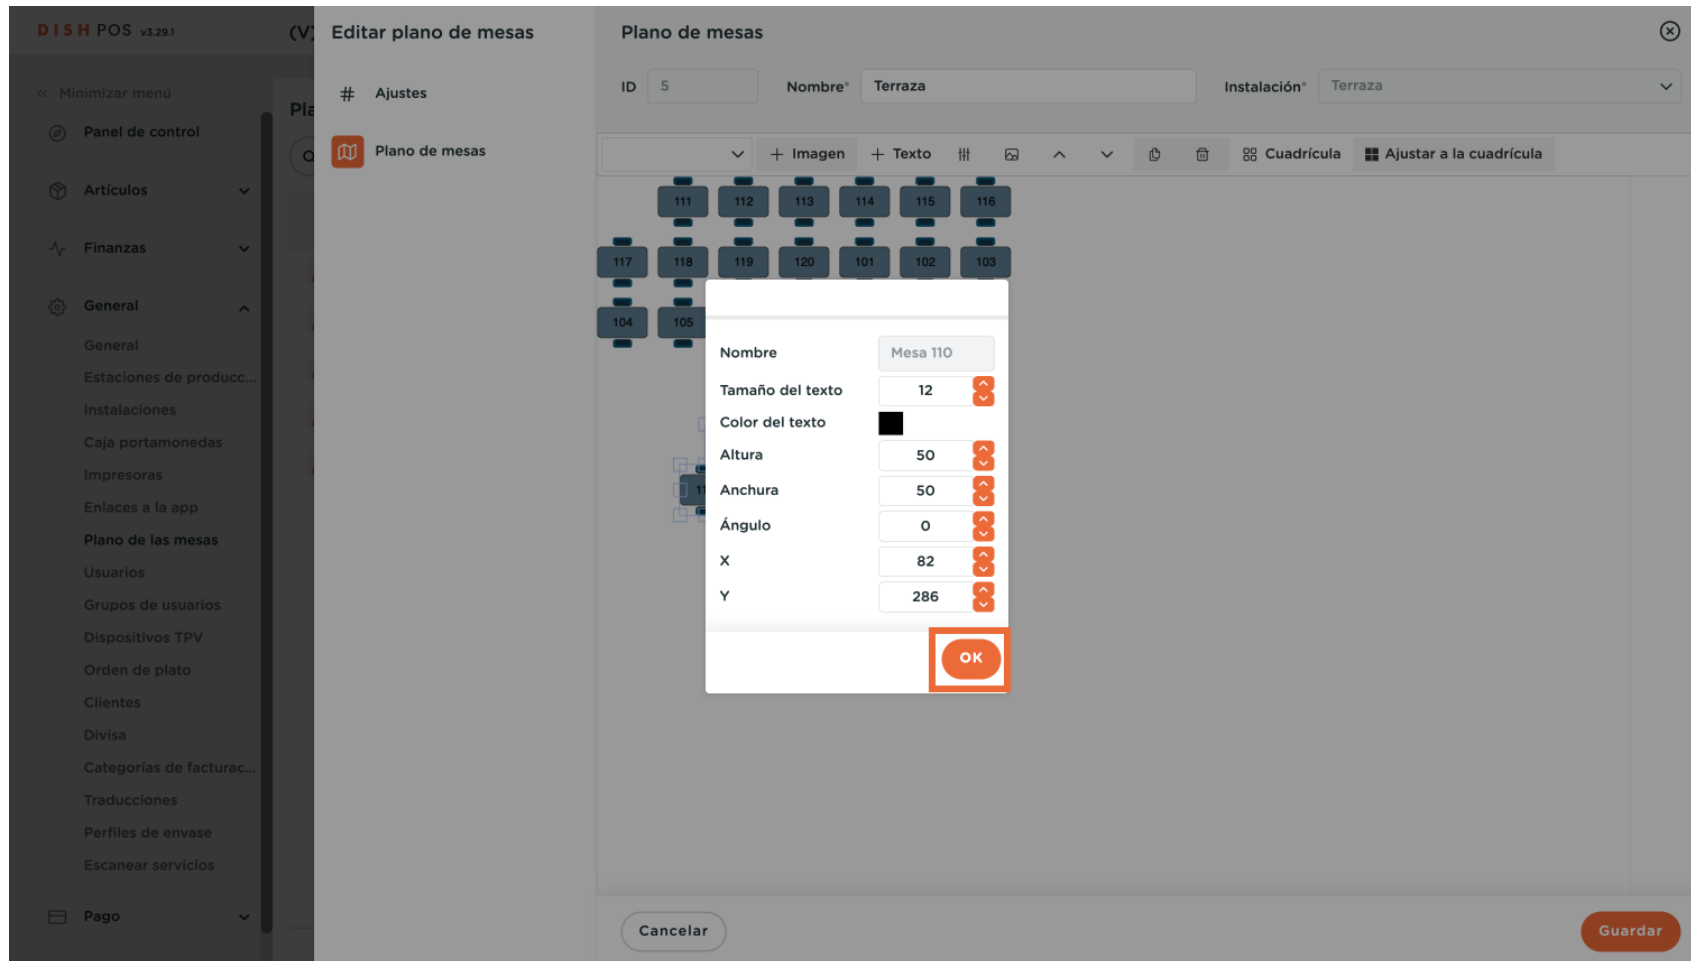 DISH POS v3.29.1
(V)
Minimizar menú
Panel de control
Artículos
Finanzas
General
General
Estaciones de producc...
Instalaciones
Caja portamonedas
Impresoras
Enlaces a la app
Plano de las mesas
Usuarios
Grupos de usuarios
Dispositivos TPV
Orden de plato
Clientes
Divisa
Categorías de facturac...
Traducciones
Perfiles de envase
Escanear servicios
Pago
Pla
Editar plano de mesas
Ajustes
Plano de mesas
Plano de mesas
ID 5 Nombre* Terraza Instalación* Terraza
+ Imagen + Texto Cuadrícula Ajustar a la cuadrícula
111 112 113 114 115 116
117 118 119 120 101 102 103
104 105
Nombre Mesa 110
Tamaño del texto 12
Color del texto
Altura 50
Anchura 50
Ángulo 0
X 82
Y 286
OK
Cancelar Guardar